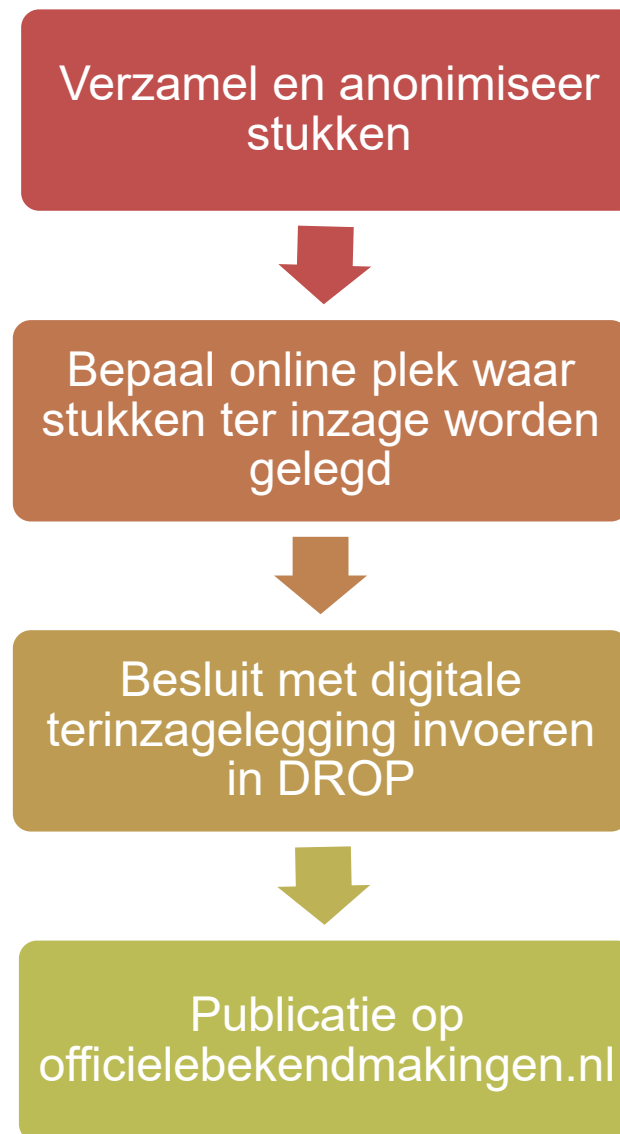 Verzamel en anonimiseer
stukken
Bepaal online plek waar
stukken ter inzage worden
gelegd
Besluit met digitale
terinzagelegging invoeren
in DROP
Publicatie op
officielebekendmakingen.nl